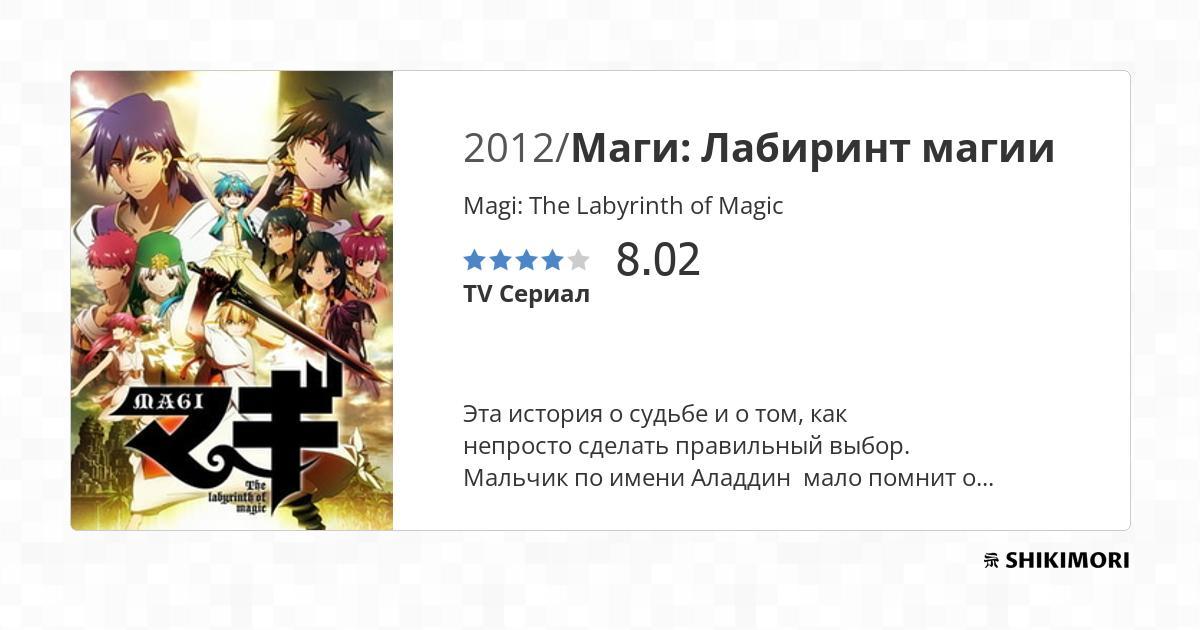 2012/Маги: Лабиринт магии
Magi: The Labyrinth of Magic
8.02
TV Сериал
Эта история о судьбе и о том, как
непросто сделать правильный выбор.
Мальчик по имени Аладдин  мало помнит о...
MAGI
マギ
The
labyrinth of
magic
SHIKIMORI